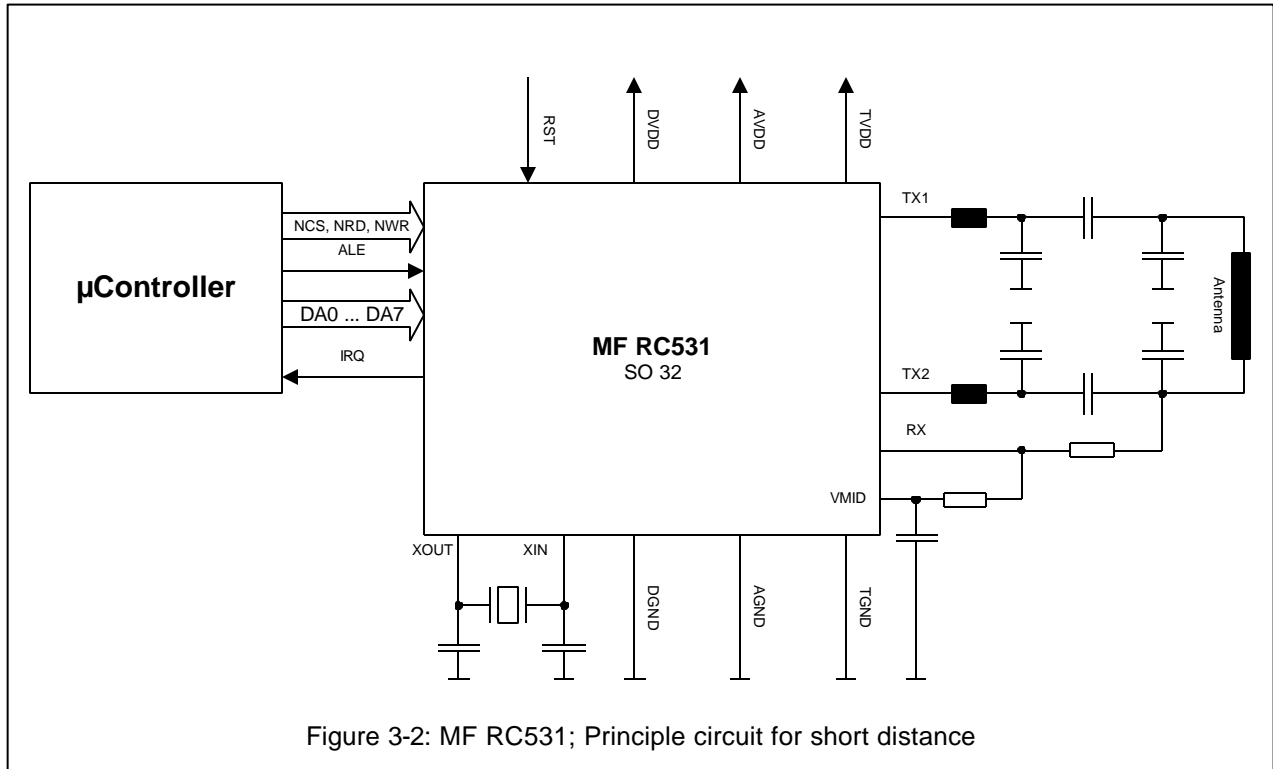 RST
DVDD
AVDD
TVDD
TX1
NCS, NRD, NWR
ALE
µController
DA0 ... DA7
Antenna
MF RC531
SO 32
IRQ
TX2
RX
VMID
XOUT
XIN
DGND
AGND
TGND
Figure 3-2: MF RC531; Principle circuit for short distance